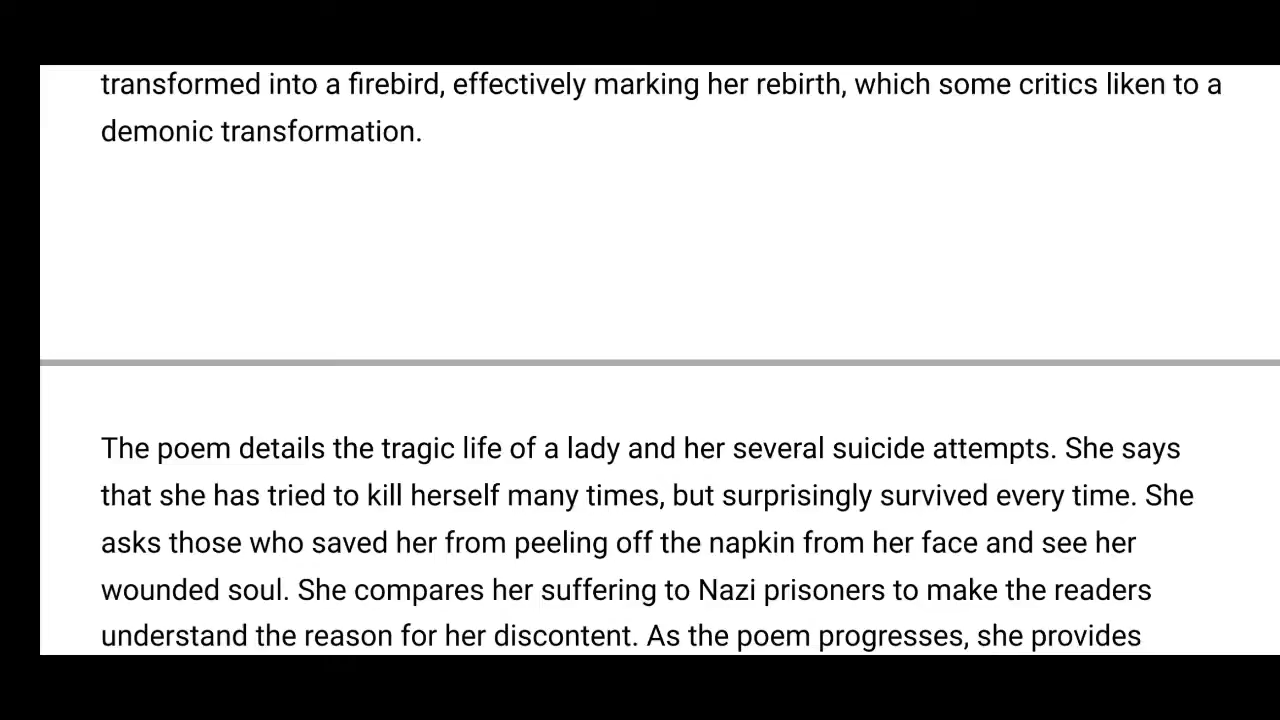 transformed into a firebird, effectively marking her rebirth, which some critics liken to a
demonic transformation.
The poem details the tragic life of a lady and her several suicide attempts. She says
that she has tried to kill herself many times, but surprisingly survived every time. She
asks those who saved her from peeling off the napkin from her face and see her
wounded soul. She compares her suffering to Nazi prisoners to make the readers
understand the reason for her discontent. As the poem progresses, she provides